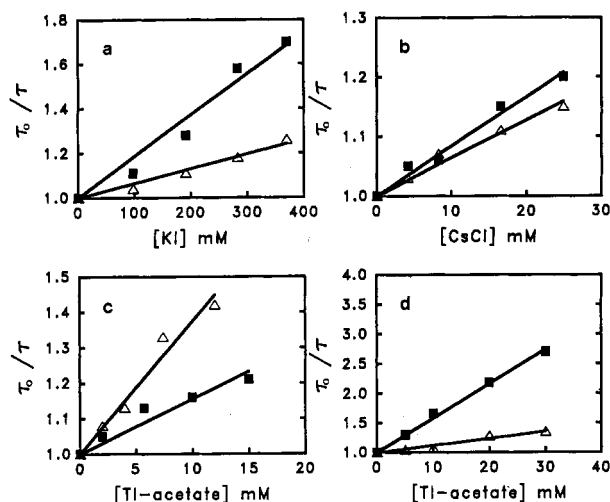 a
τ₀/τ
1.8
1.6
1.4
1.2
1.0
0 100 200 300 400
[KI] mM
b
τ₀/τ
1.3
1.2
1.1
1.0
0 10 20 30
[CsCl] mM
c
τ₀/τ
1.5
1.4
1.3
1.2
1.1
1.0
0 5 10 15 20
[Tl-acetate] mM
d
τ₀/τ
4.0
3.5
3.0
2.5
2.0
1.5
1.0
0 10 20 30 40
[Tl-acetate] mM